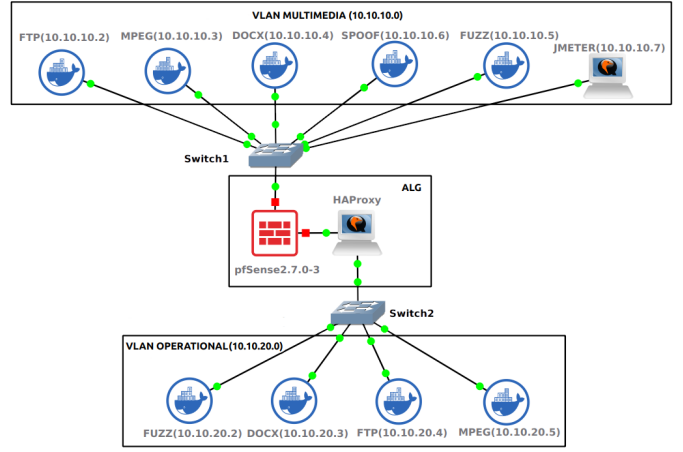 VLAN MULTIMEDIA (10.10.10.0)
FTP(10.10.10.2) MPEG(10.10.10.3) DOCX(10.10.10.4) SPOOF(10.10.10.6) FUZZ(10.10.10.5)
JMETER(10.10.10.7)
Switch1
ALG
HAProxy
pfSense2.7.0-3
Switch2
VLAN OPERATIONAL(10.10.20.0)
FUZZ(10.10.20.2) DOCX(10.10.20.3) FTP(10.10.20.4) MPEG(10.10.20.5)